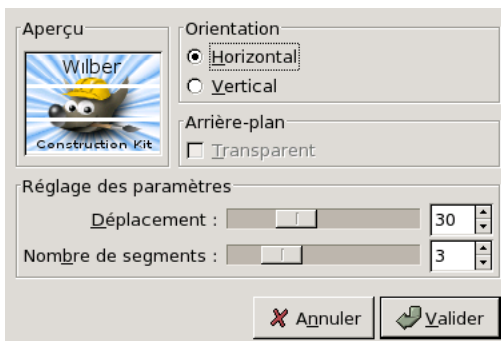 Aperçu
Wilber
Construction Kit
Orientation
Horizontal
Vertical
Arrière-plan
Transparent
Réglage des paramètres
Déplacement : 30
Nombre de segments : 3
Annuler Valider